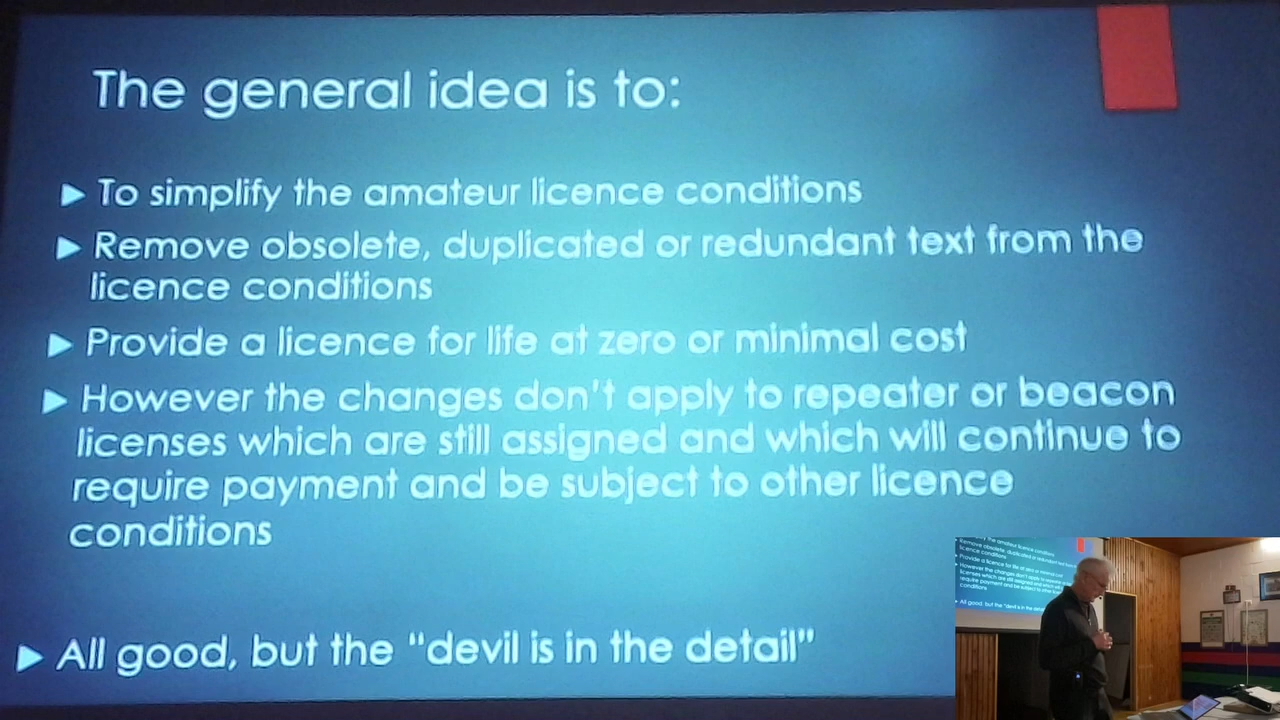 The general idea is to:
To simplify the amateur licence conditions
Remove obsolete, duplicated or redundant text from the
licence conditions
Provide a licence for life at zero or minimal cost
However the changes don't apply to repeater or beacon
licenses which are still assigned and which will continue to
require payment and be subject to other licence
conditions
All good, but the "devil is in the detail"